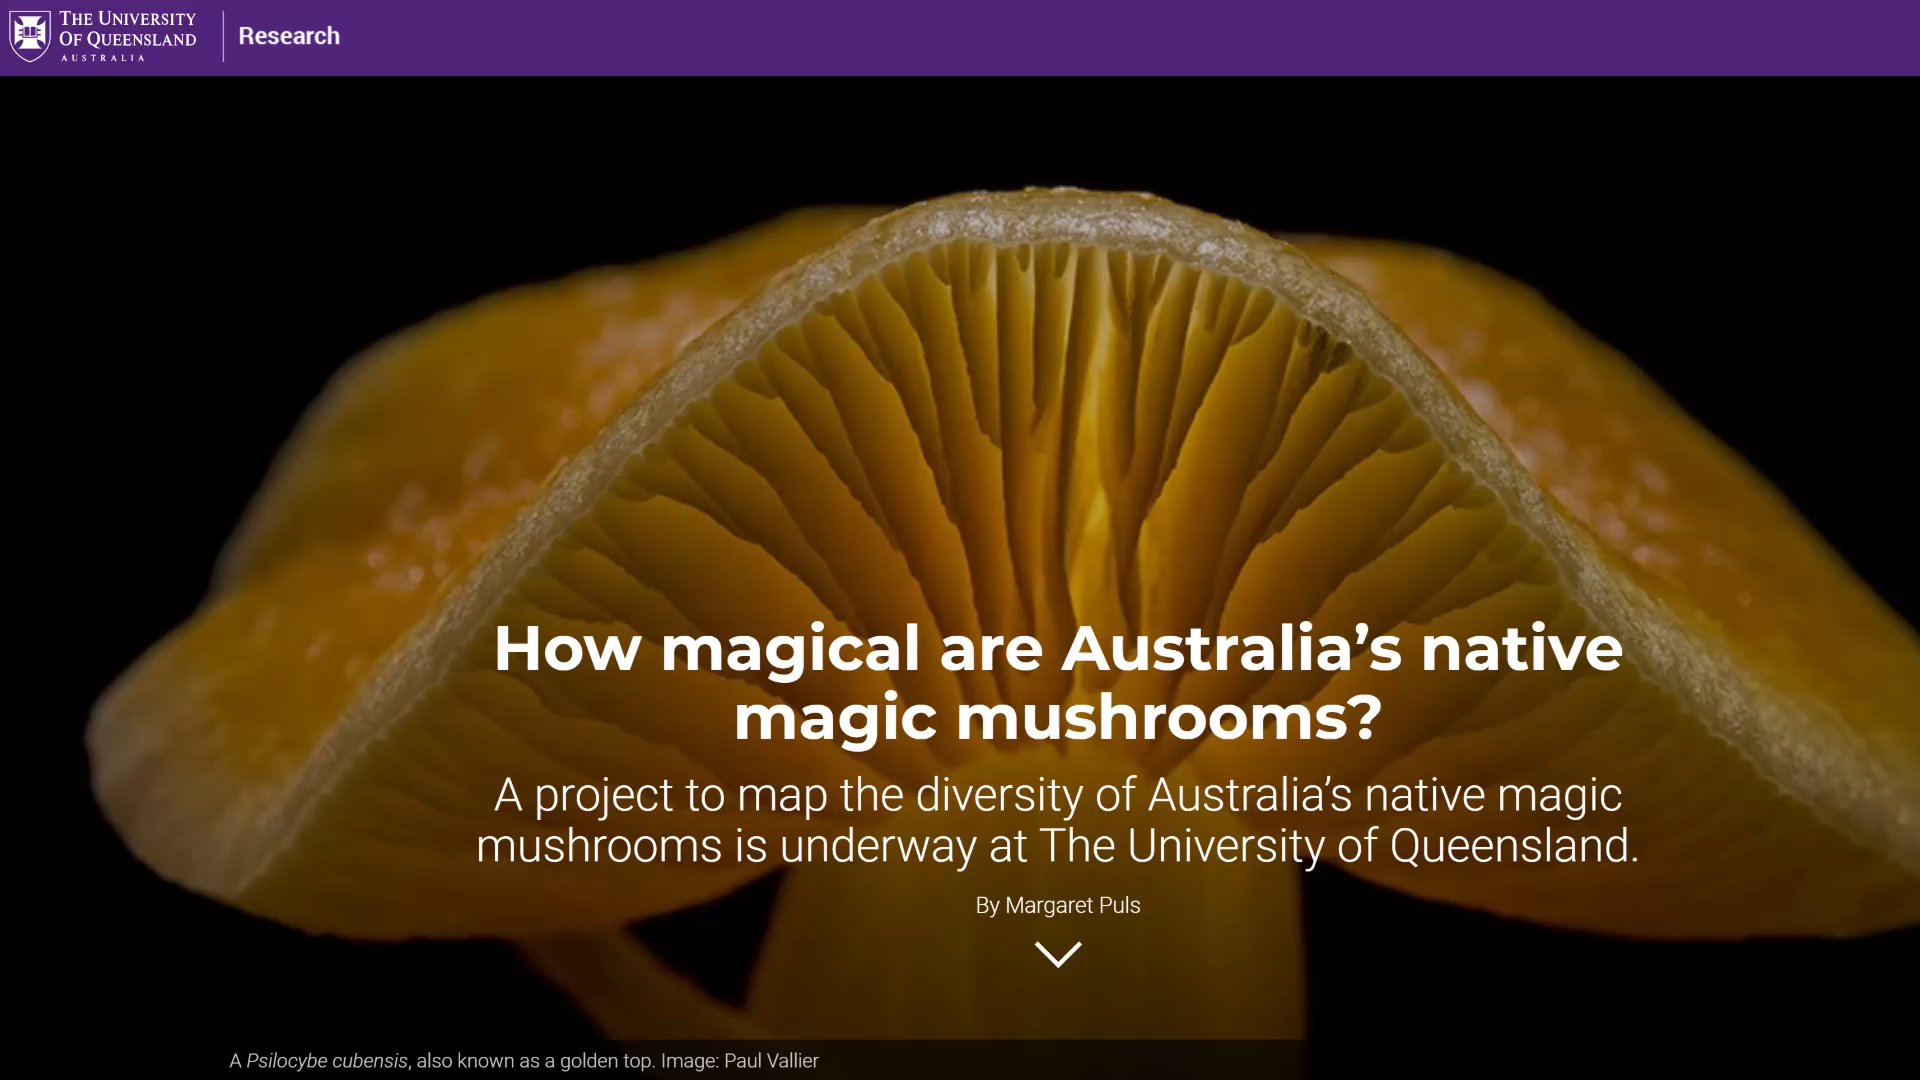 THE UNIVERSITY
OF QUEENSLAND
AUSTRALIA
Research
How magical are Australia’s native
magic mushrooms?
A project to map the diversity of Australia’s native magic
mushrooms is underway at The University of Queensland.
By Margaret Puls
A Psilocybe cubensis, also known as a golden top. Image: Paul Vallier